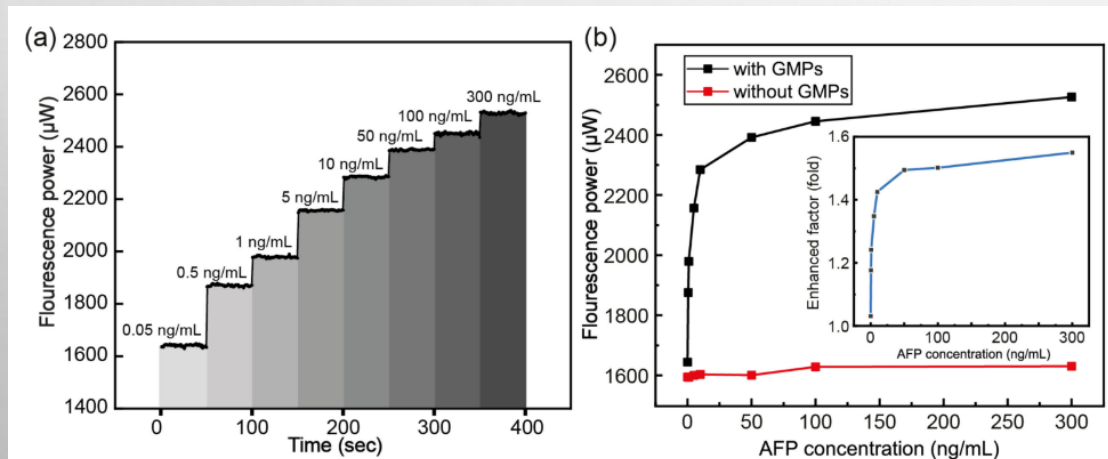 (a)
2800
2600
2400
2200
2000
1800
1600
1400
Flourescence power (µW)
0.05 ng/mL
0.5 ng/mL
1 ng/mL
5 ng/mL
10 ng/mL
50 ng/mL
100 ng/mL
300 ng/mL
0 100 200 300 400
Time (sec)
(b)
2600
2400
2200
2000
1800
1600
Flourescence power (µW)
with GMPs
without GMPs
1.6
1.4
1.2
1.0
Enhanced factor (fold)
0 100 200 300
AFP concentration (ng/mL)
0 50 100 150 200 250 300
AFP concentration (ng/mL)